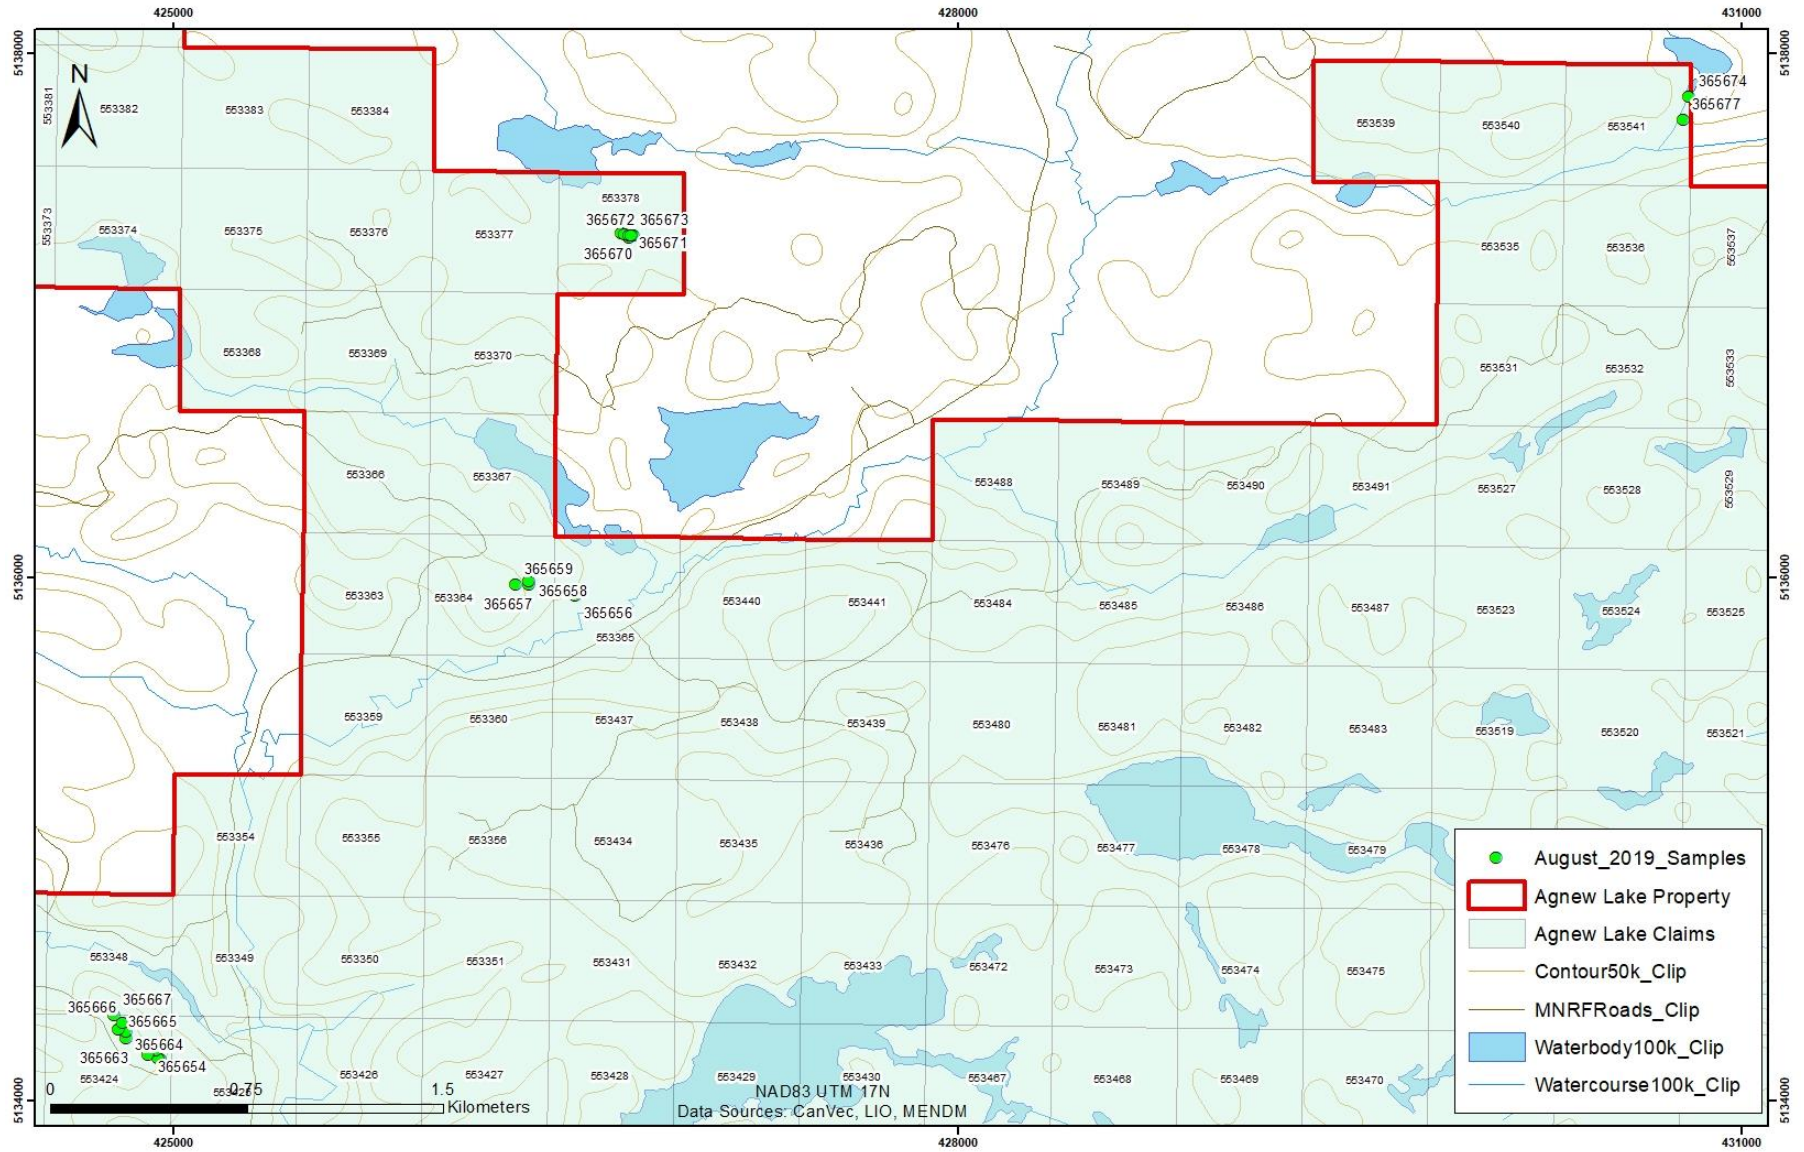 425000 428000 431000
5138000 5138000
N
553381 553382 553383 553384
365674
365677
553539 553540 553541
553378
365672 365673
553373 553374 553375 553376 553377
365671
365670
553535 553536 553537
553368 553369 553370
553531 553532 553533
553366 553367
553488 553489 553490 553491 553527 553528 553529
5136000 5136000
365659
365658
553363 553364 365657
365656
553365
553440 553441 553484 553485 553486 553487 553523 553524 553525
553359 553360 553437 553438 553439 553480 553481 553482 553483 553519 553520 553521
553354 553355 553356 553434 553435 553436 553476 553477 553478 553479
August_2019_Samples
Agnew Lake Property
Agnew Lake Claims
Contour50k_Clip
MNRFRoads_Clip
Waterbody100k_Clip
Watercourse100k_Clip
553348 553349 553350 553351 553431 553432 553433 553472 553473 553474 553475
365666 365667
365665
365664
365663
365654
553424 553426 553427 553428 553429 553430 553467 553468 553469 553470
0 0.75 1.5
Kilometers
NAD83 UTM 17N
Data Sources: CanVec, LIO, MENDM
5134000 5134000
425000 428000 431000